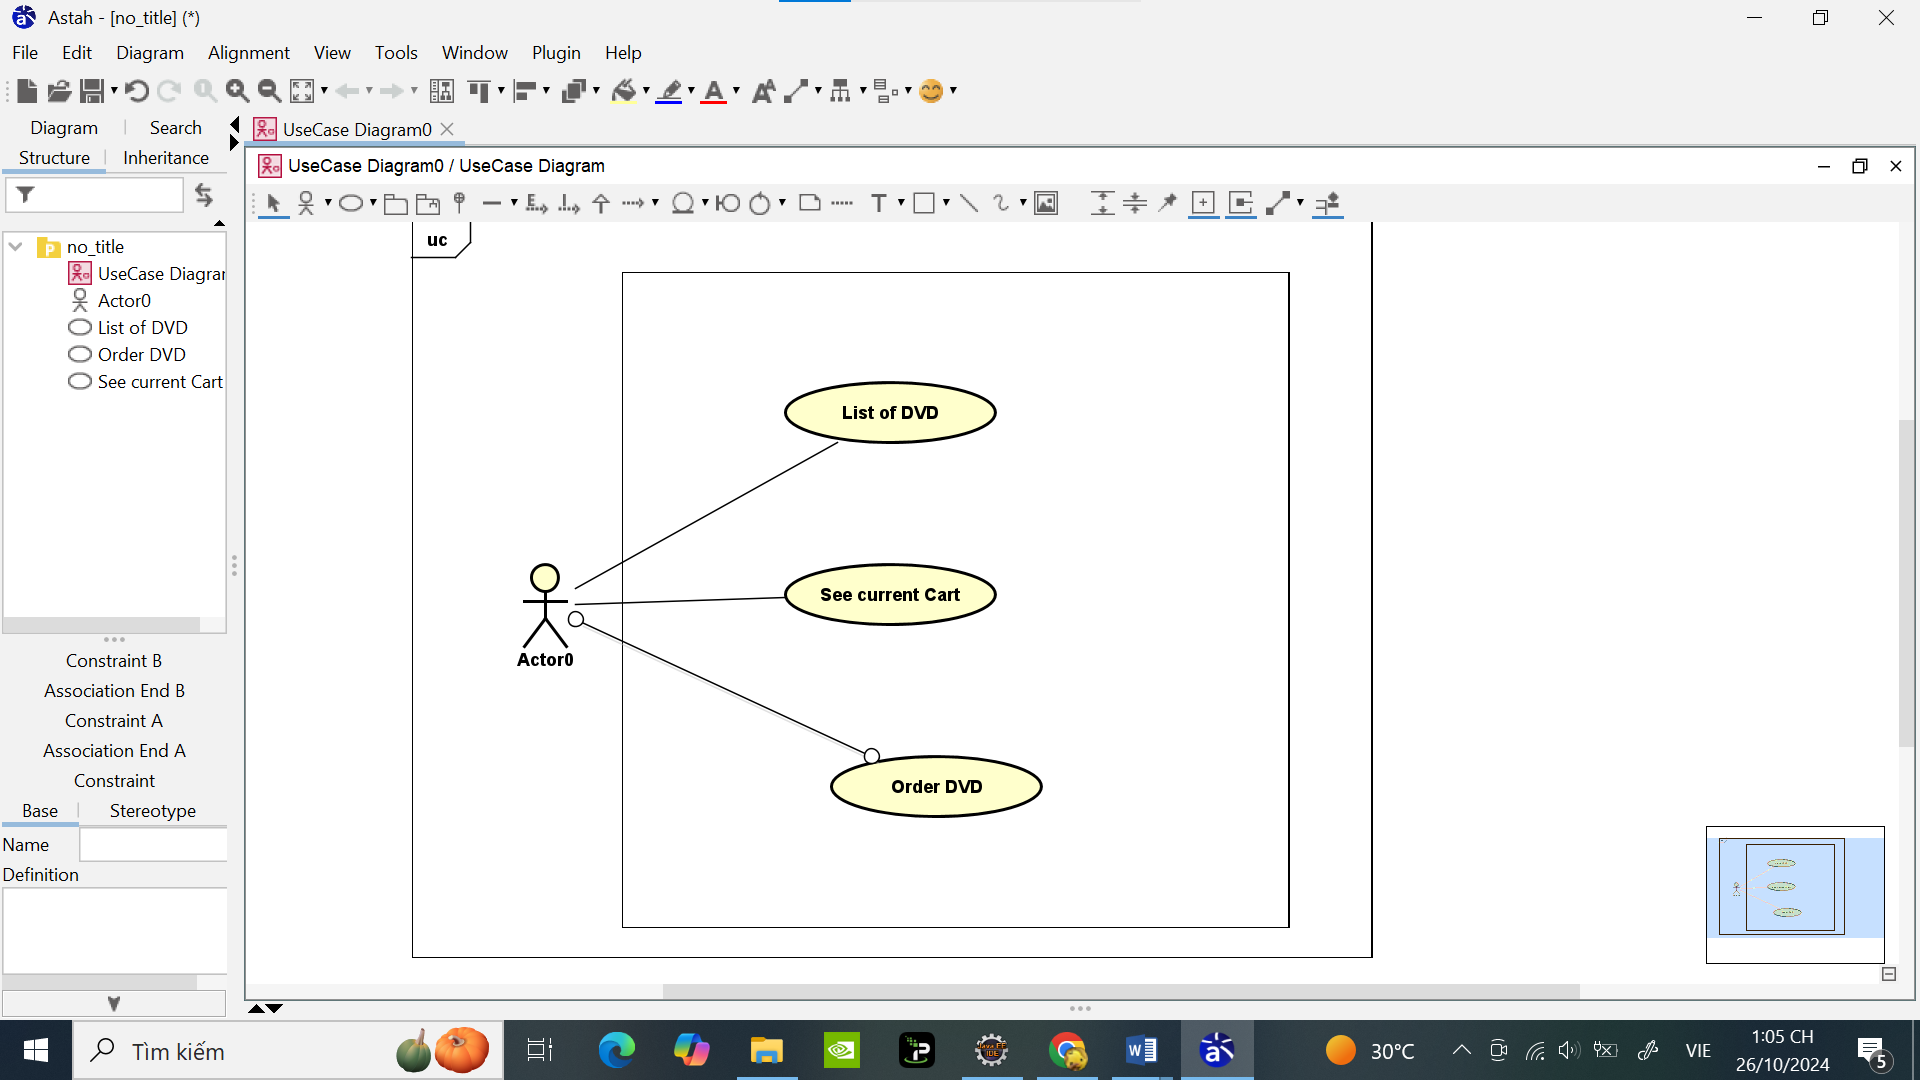 Astah - [no_title] (*)
File Edit Diagram Alignment View Tools Window Plugin Help
Diagram Search
Structure Inheritance
UseCase Diagram0
UseCase Diagram0 / UseCase Diagram
no_title
UseCase Diagra
Actor0
List of DVD
Order DVD
See current Cart
Constraint B
Association End B
Constraint A
Association End A
Constraint
Base Stereotype
Name
Definition
uc
List of DVD
See current Cart
Actor0
Order DVD
Tìm kiếm
30°C
VIE
1:05 CH
26/10/2024
5